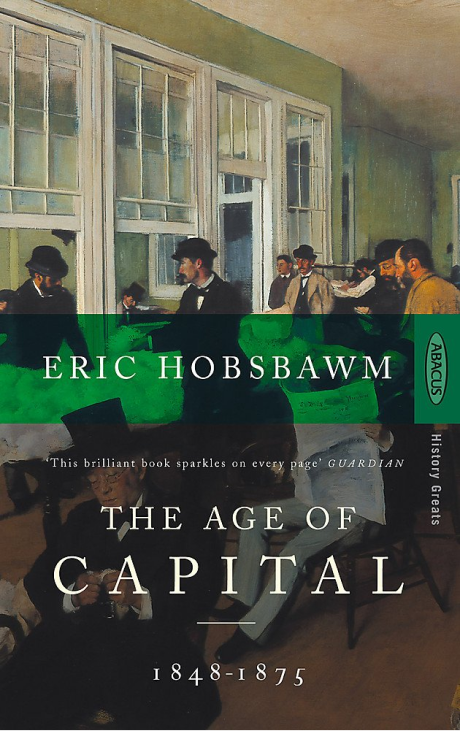 ERIC HOBSBAWM
ABACUS
History Greats
'This brilliant book sparkles on every page' GUARDIAN
THE AGE OF
CAPITAL
1848-1875